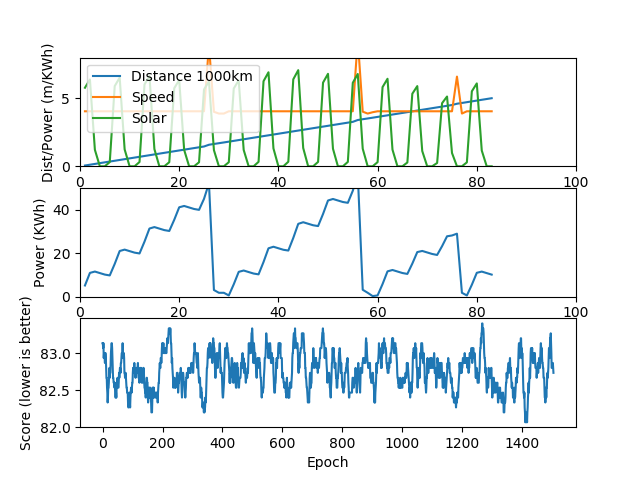 Dist/Power (m/KWh)
5
0
Distance 1000km
Speed
Solar
0 20 40 60 80 100
Power (KWh)
40
20
0
0 20 40 60 80 100
Score (lower is better)
83.0
82.5
82.0
0 200 400 600 800 1000 1200 1400
Epoch